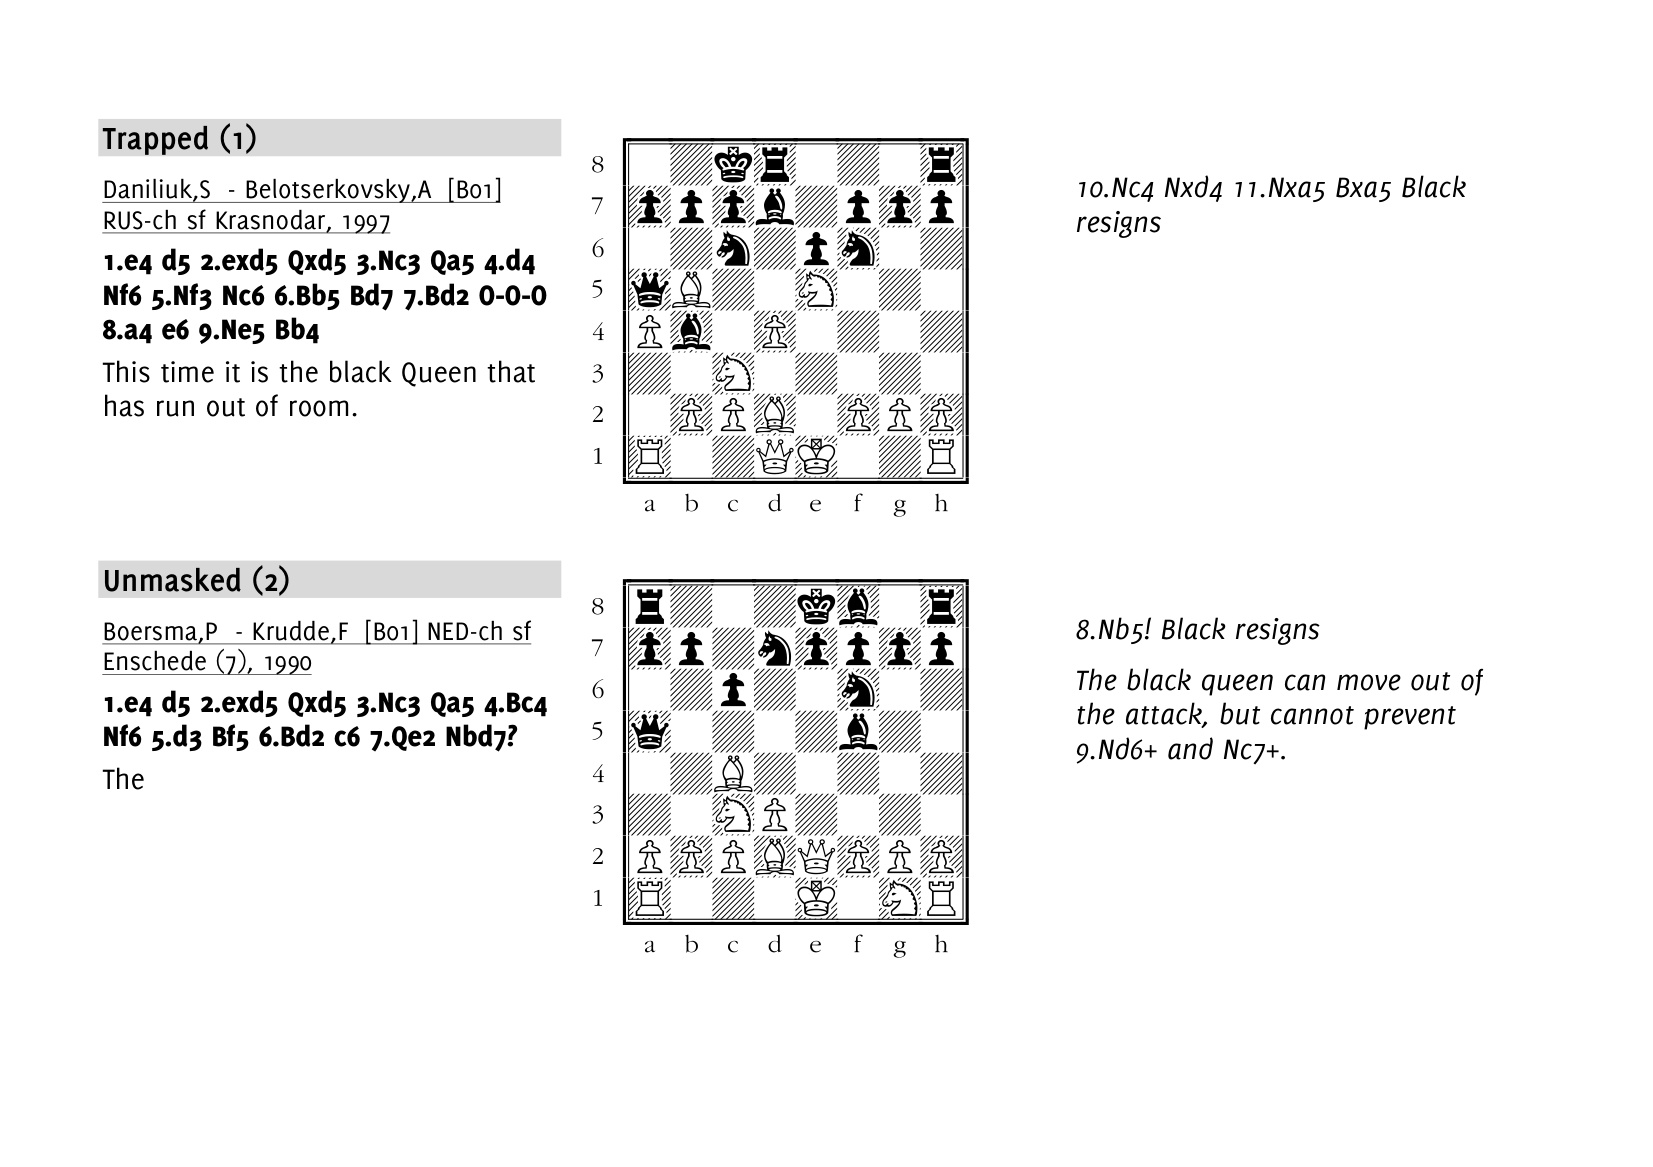 Trapped (1)
Daniliuk,S - Belotserkovsky,A [B01]
RUS-ch sf Krasnodar, 1997
1.e4 d5 2.exd5 Qxd5 3.Nc3 Qa5 4.d4
Nf6 5.Nf3 Nc6 6.Bb5 Bd7 7.Bd2 0-0-0
8.a4 e6 9.Ne5 Bb4
This time it is the black Queen that
has run out of room.
8
7
6
5
4
3
2
1
a b c d e f g h
10.Nc4 Nxd4 11.Nxa5 Bxa5 Black
resigns
Unmasked (2)
Boersma,P - Krudde,F [B01] NED-ch sf
Enschede (7), 1990
1.e4 d5 2.exd5 Qxd5 3.Nc3 Qa5 4.Bc4
Nf6 5.d3 Bf5 6.Bd2 c6 7.Qe2 Nbd7?
The
8
7
6
5
4
3
2
1
a b c d e f g h
8.Nb5! Black resigns
The black queen can move out of
the attack, but cannot prevent
9.Nd6+ and Nc7+.